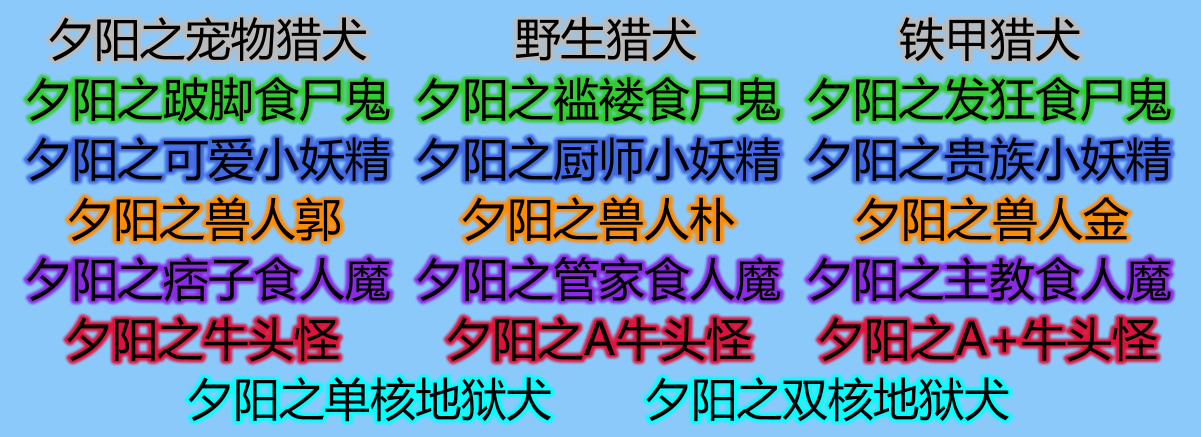 夕阳之宠物猎犬 野生猎犬 铁甲猎犬
夕阳之跛脚食尸鬼 夕阳之褴褛食尸鬼 夕阳之发狂食尸鬼
夕阳之可爱小妖精 夕阳之厨师小妖精 夕阳之贵族小妖精
夕阳之兽人郭 夕阳之兽人朴 夕阳之兽人金
夕阳之痞子食人魔 夕阳之管家食人魔 夕阳之主教食人魔
夕阳之牛头怪 夕阳之A牛头怪 夕阳之A+牛头怪
夕阳之单核地狱犬 夕阳之双核地狱犬